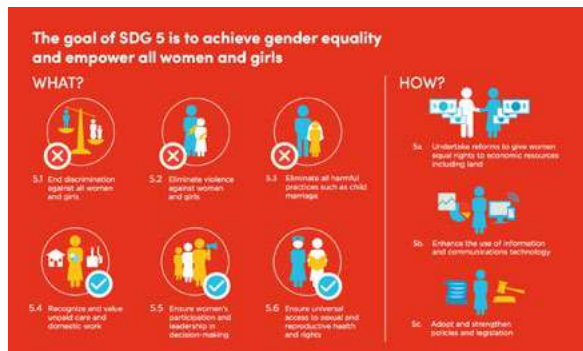 The goal of SDG 5 is to achieve gender equality
and empower all women and girls
WHAT?
5.1 End discrimination
against all women
and girls
5.2 Eliminate violence
against women
and girls
5.3 Eliminate all harmful
practices such as child
marriage
5.4 Recognize and value
unpaid care and
domestic work
5.5 Ensure women's
participation and
leadership in
decision-making
5.6 Ensure universal
access to sexual and
reproductive health
and rights
HOW?
5a. Undertake reforms to give women
equal rights to economic resources
including land
5b. Enhance the use of information
and communications technology
5c. Adopt and strengthen
policies and legislation